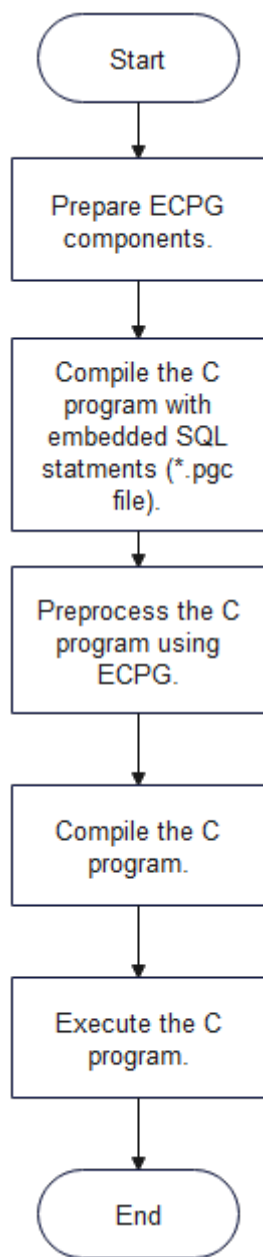 Start
Prepare ECPG
components.
Compile the C
program with
embedded SQL
statments (*.pgc
file).
Preprocess the C
program using
ECPG.
Compile the C
program.
Execute the C
program.
End